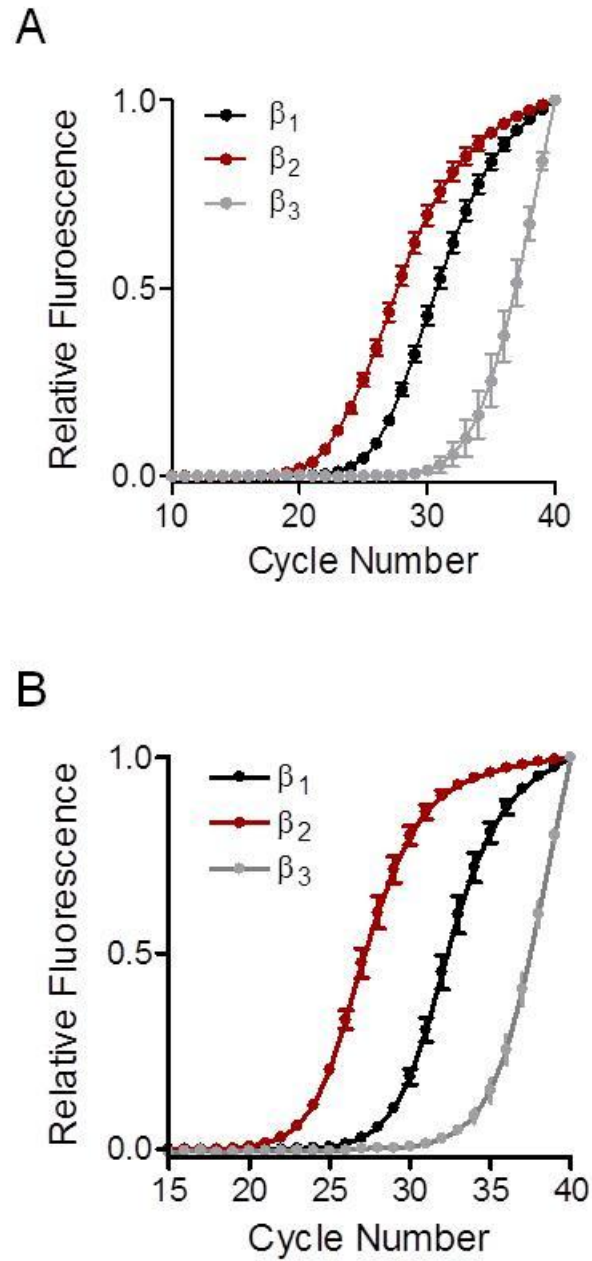 A
Relative Fluroescence
1.0
0.5
0.0
β1
β2
β3
10 20 30 40
Cycle Number
B
Relative Fluorescence
1.0
0.5
0.0
β1
β2
β3
15 20 25 30 35 40
Cycle Number